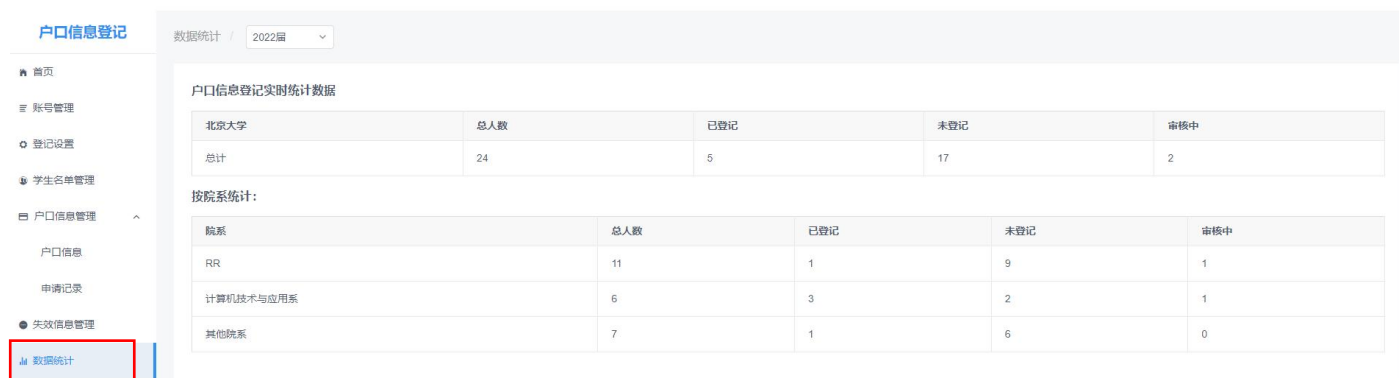 户口信息登记
首页
账号管理
登记设置
学生名单管理
户口信息管理
户口信息
申请记录
失效信息管理
数据统计
数据统计 / 2022届
户口信息登记实时统计数据
北京大学 总人数 已登记 未登记 审核中
总计 24 5 17 2
按院系统计：
院系 总人数 已登记 未登记 审核中
RR 11 1 9 1
计算机技术与应用系 6 3 2 1
其他院系 7 1 6 0